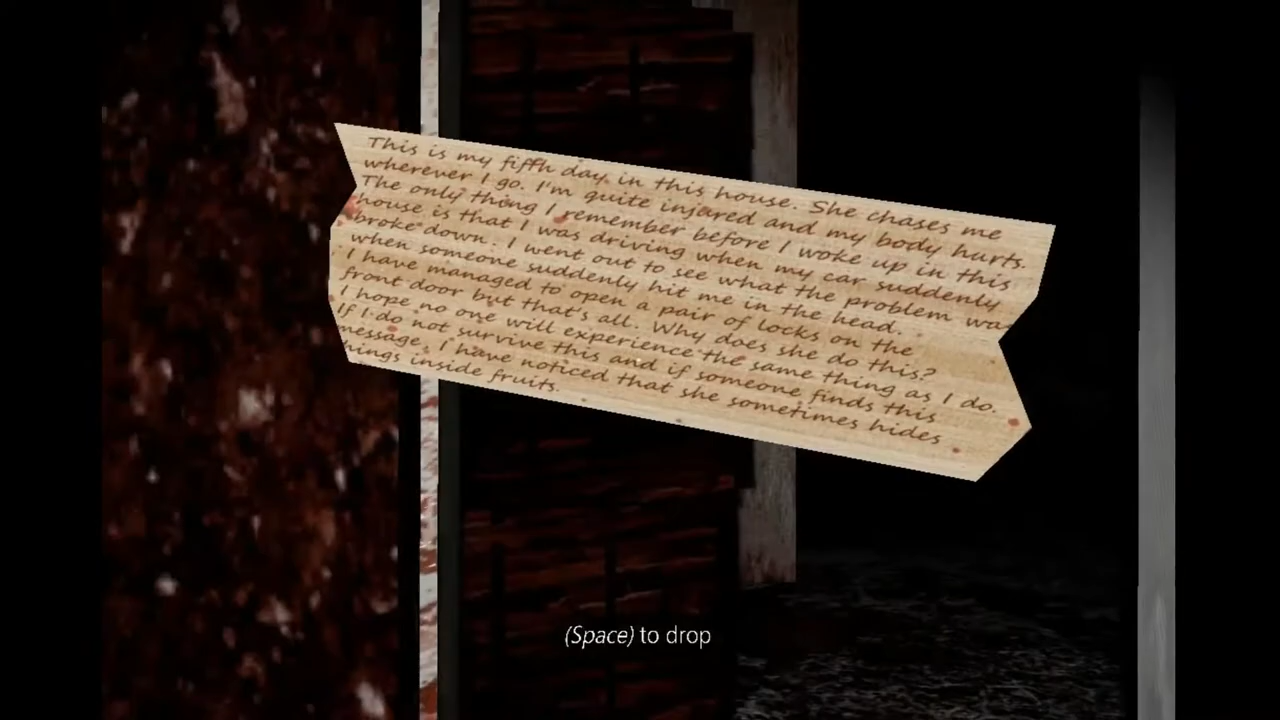 This is my fifth day in this house. She chases me
wherever I go. I'm quite injured and my body hurts.
The only thing I remember before I woke up in this
house is that I was driving when my car suddenly
broke down. I went out to see what the problem was
when someone suddenly hit me in the head.
I have managed to open a pair of locks on the
front door but that's all. Why does she do this?
I hope no one will experience the same thing as I do.
If I do not survive this and if someone finds this
message, I have noticed that she sometimes hides
hings inside fruits.
(Space) to drop